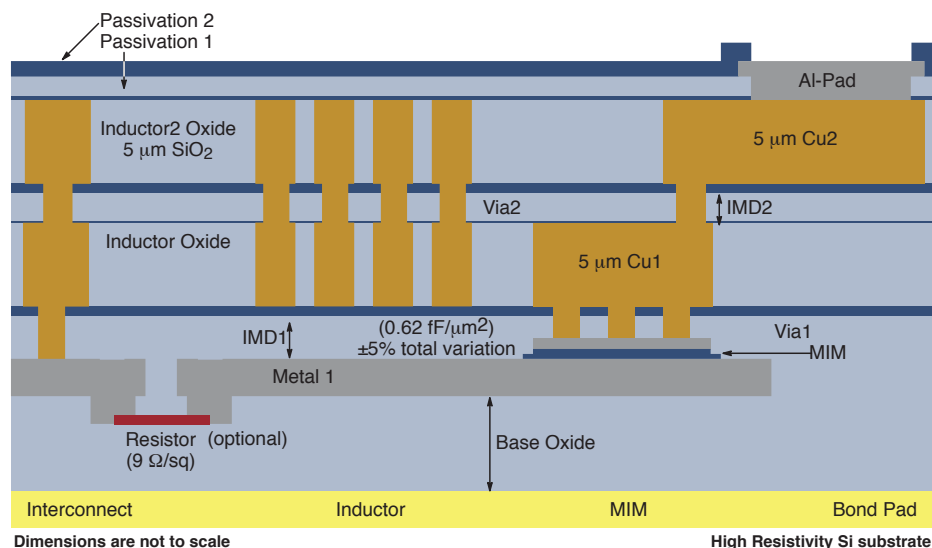 Passivation 2
Passivation 1
Al-Pad
Inductor2 Oxide
5 μm SiO2
5 μm Cu2
Via2
IMD2
Inductor Oxide
5 μm Cu1
IMD1
(0.62 fF/μm2)
±5% total variation
Via1
MIM
Metal 1
Resistor (optional)
(9 Ω/sq)
Base Oxide
Interconnect
Inductor
MIM
Bond Pad
Dimensions are not to scale
High Resistivity Si substrate